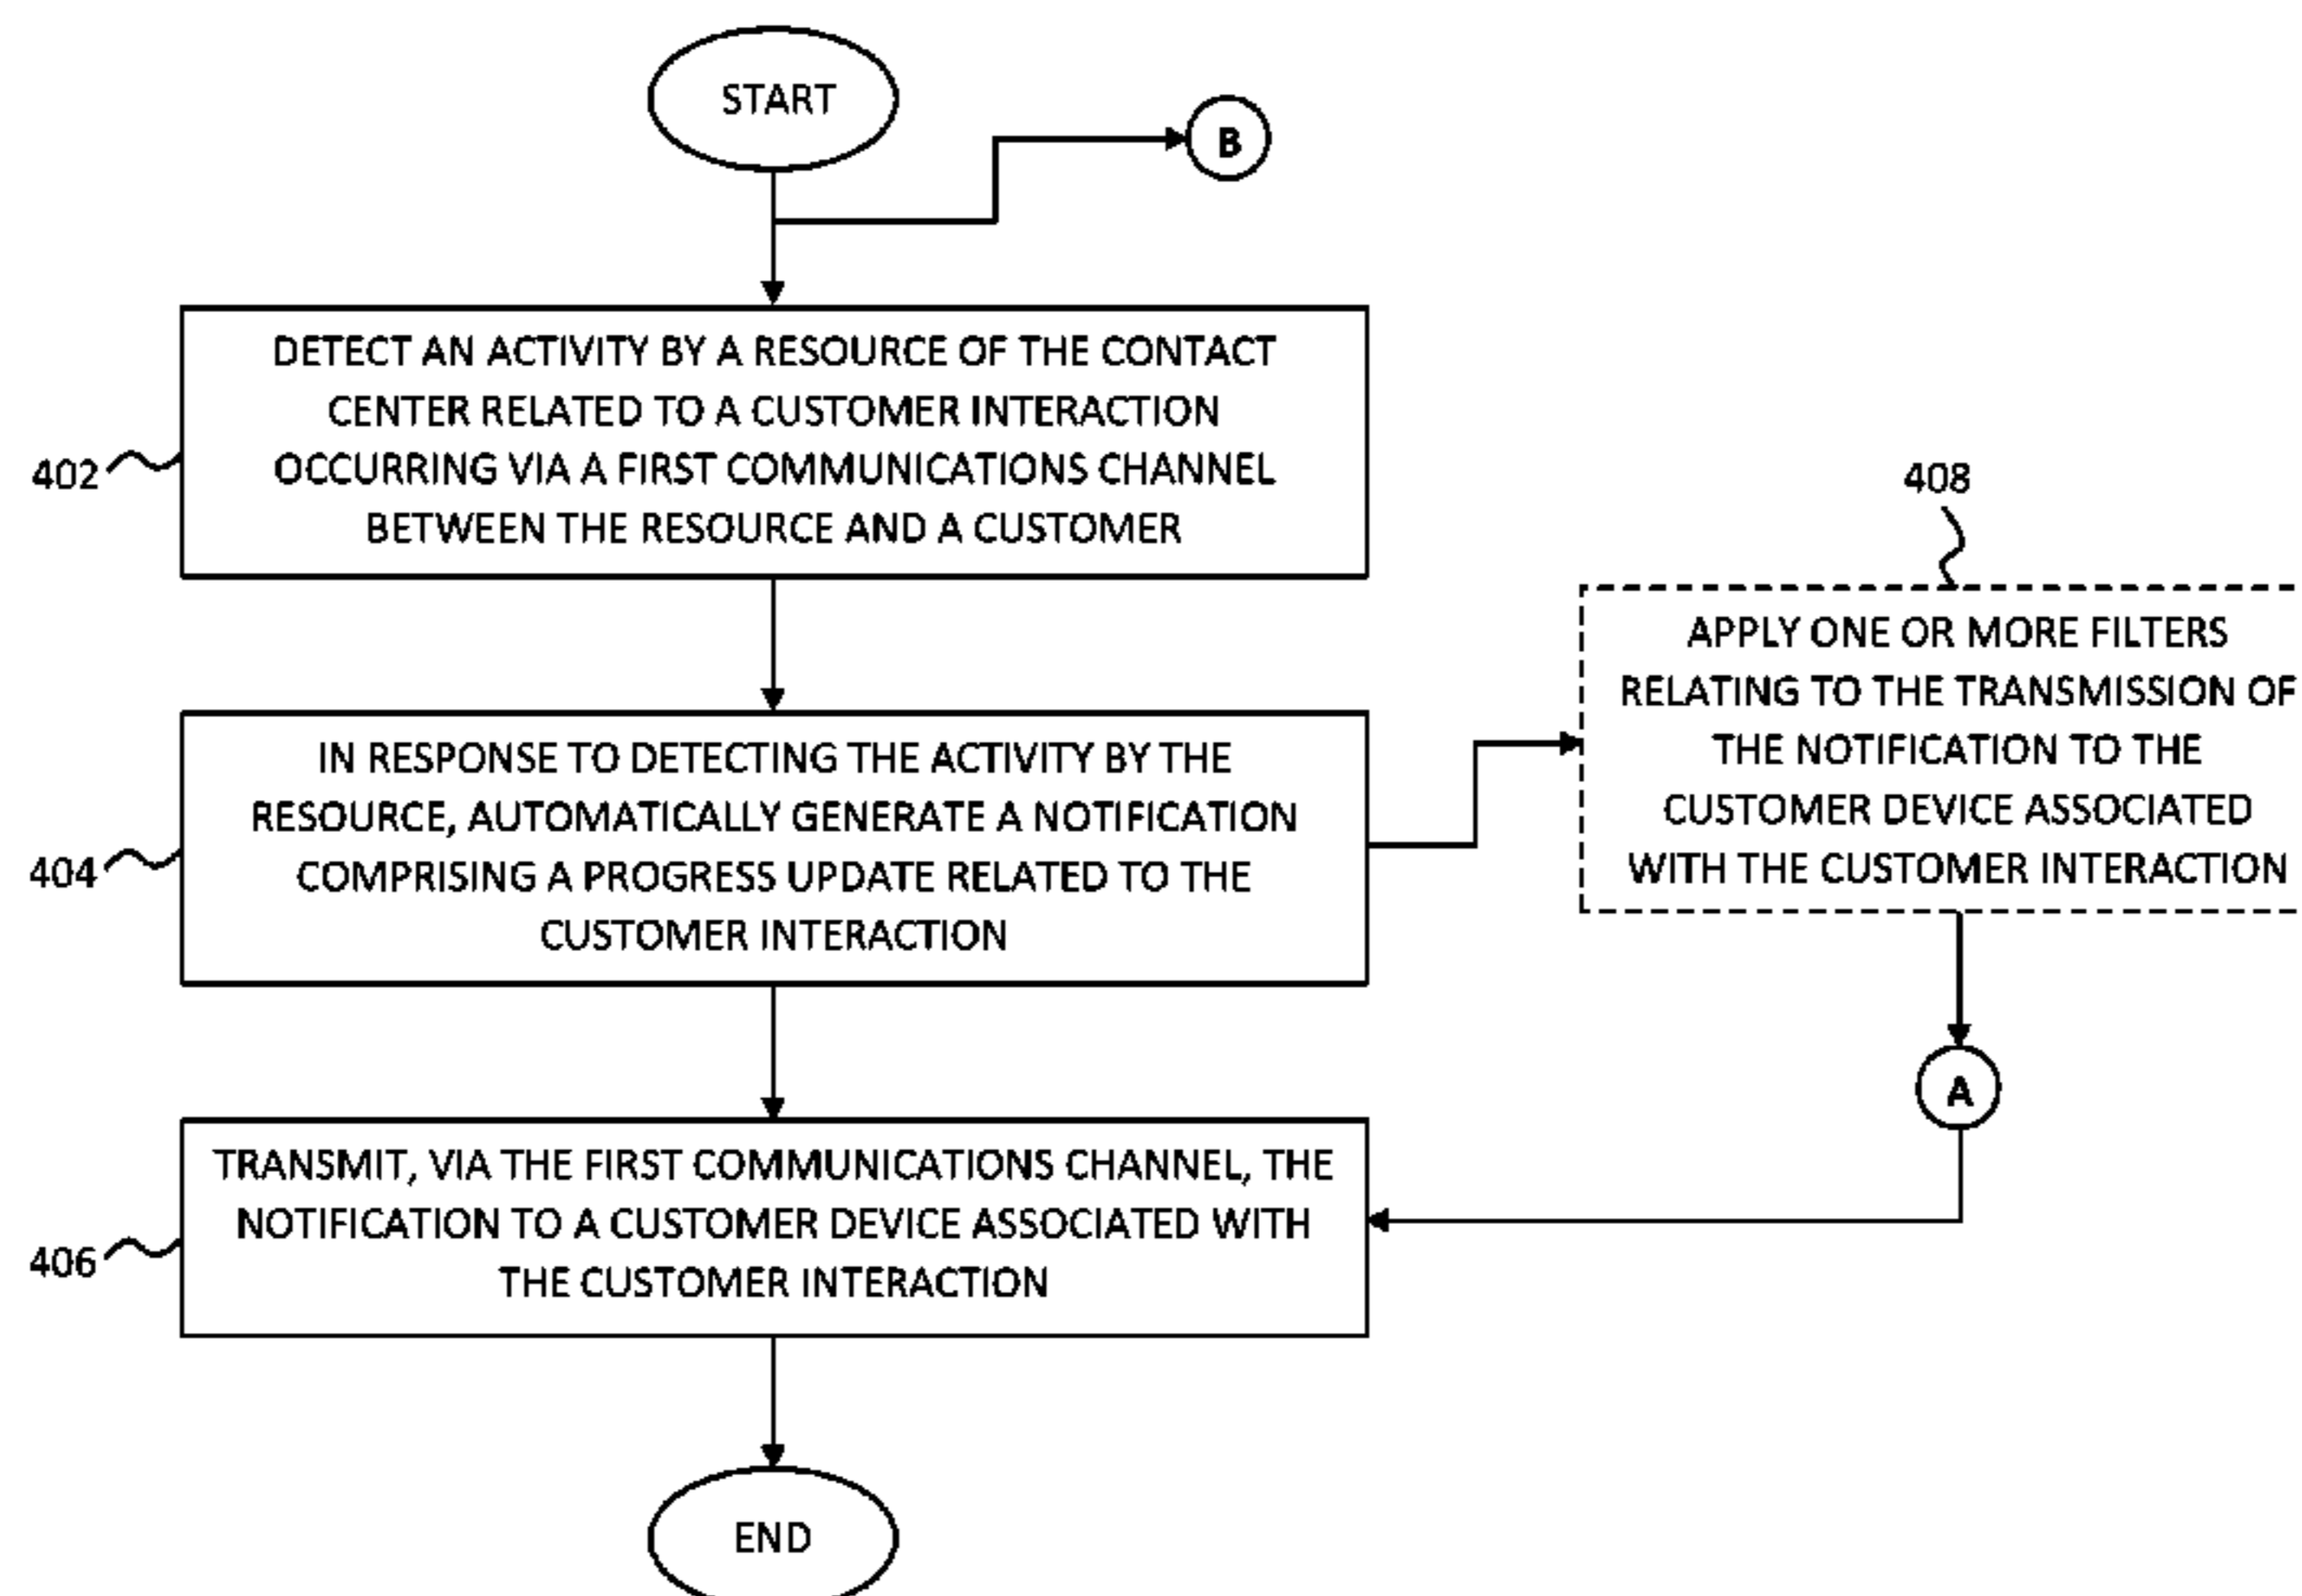 START
B
DETECT AN ACTIVITY BY A RESOURCE OF THE CONTACT
CENTER RELATED TO A CUSTOMER INTERACTION
OCCURRING VIA A FIRST COMMUNICATIONS CHANNEL
BETWEEN THE RESOURCE AND A CUSTOMER
402
408
APPLY ONE OR MORE FILTERS
RELATING TO THE TRANSMISSION OF
THE NOTIFICATION TO THE
CUSTOMER DEVICE ASSOCIATED
WITH THE CUSTOMER INTERACTION
IN RESPONSE TO DETECTING THE ACTIVITY BY THE
RESOURCE, AUTOMATICALLY GENERATE A NOTIFICATION
COMPRISING A PROGRESS UPDATE RELATED TO THE
CUSTOMER INTERACTION
404
A
TRANSMIT, VIA THE FIRST COMMUNICATIONS CHANNEL, THE
NOTIFICATION TO A CUSTOMER DEVICE ASSOCIATED WITH
THE CUSTOMER INTERACTION
406
END